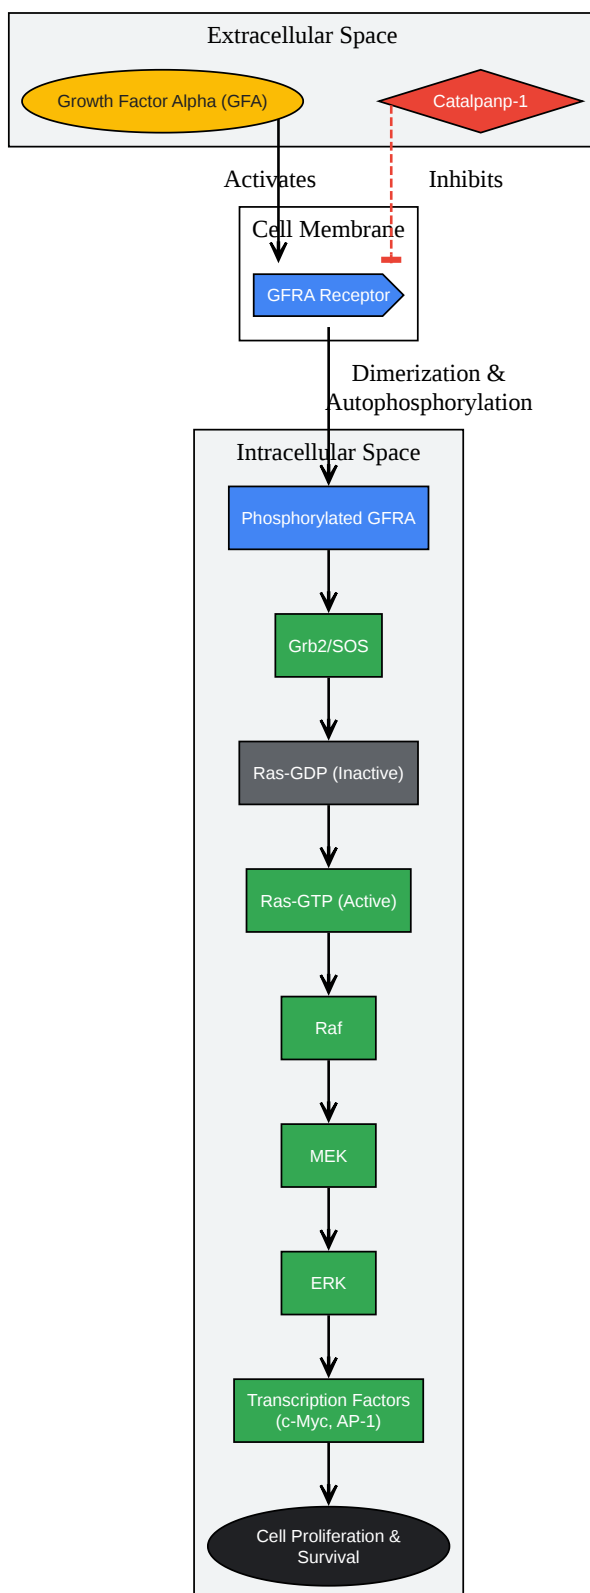 Extracellular Space
Growth Factor Alpha (GFA)
Catalpanp-1
Activates
Inhibits
Cell Membrane
GFRA Receptor
Dimerization &
Autophosphorylation
Intracellular Space
Phosphorylated GFRA
Grb2/SOS
Ras-GDP (Inactive)
Ras-GTP (Active)
Raf
MEK
ERK
Transcription Factors
(c-Myc, AP-1)
Cell Proliferation &
Survival